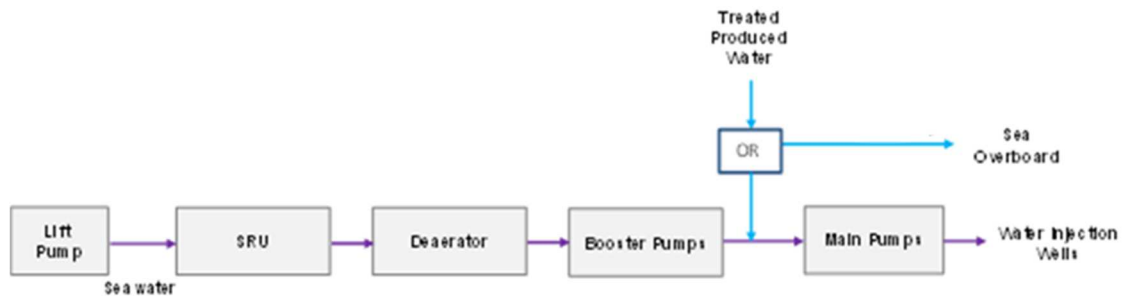 Treated
Produced
Water
OR
Sea
Overboard
Lift
Pump
SRU
Deaerator
Booster Pumps
Main Pumps
Water Injection
Wells
Sea water